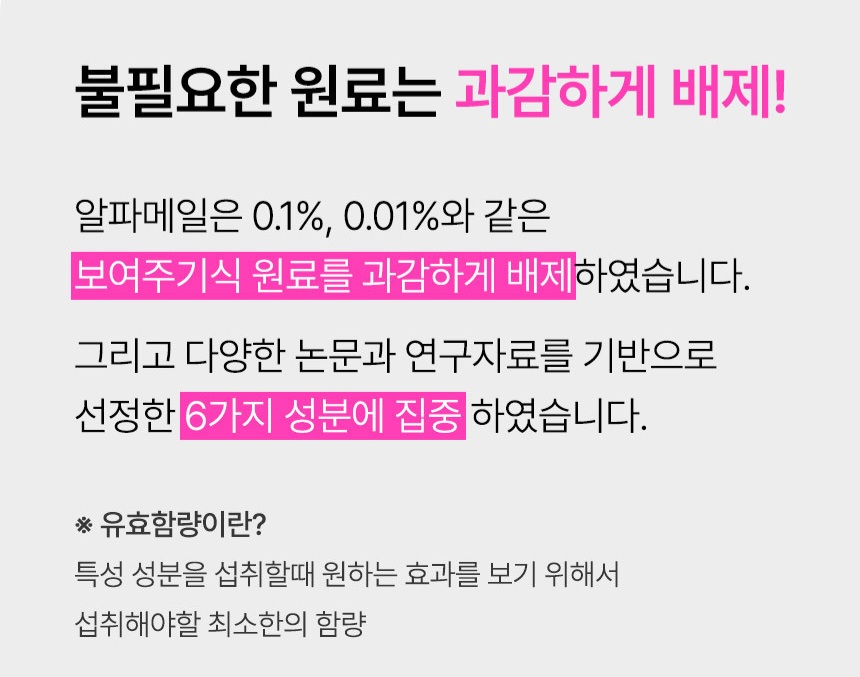 불필요한 원료는 과감하게 배제!
알파메일은 0.1%, 0.01%와 같은
보여주기식 원료를 과감하게 배제하였습니다.
그리고 다양한 논문과 연구자료를 기반으로
선정한 6가지 성분에 집중 하였습니다.
※ 유효함량이란?
특성 성분을 섭취할때 원하는 효과를 보기 위해서
섭취해야할 최소한의 함량